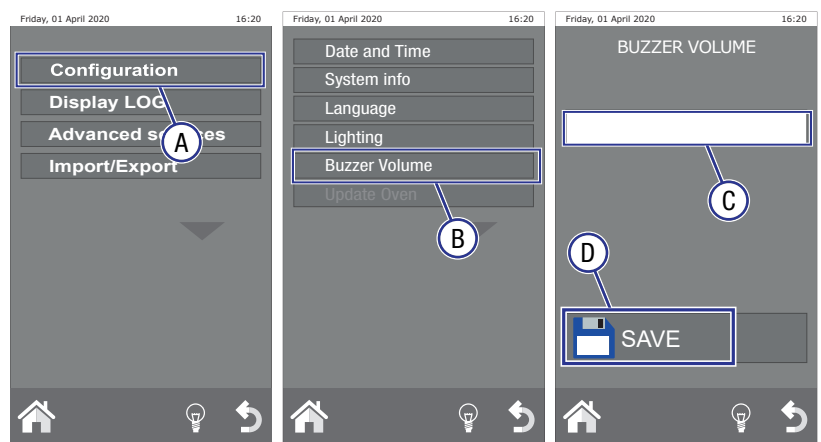 Friday, 01 April 2020 16:20
Configuration
Display LOG
Advanced se
Import/Export
A
Friday, 01 April 2020 16:20
Date and Time
System info
Language
Lighting
Buzzer Volume
Update Oven
B
Friday, 01 April 2020 16:20
BUZZER VOLUME
C
D
SAVE